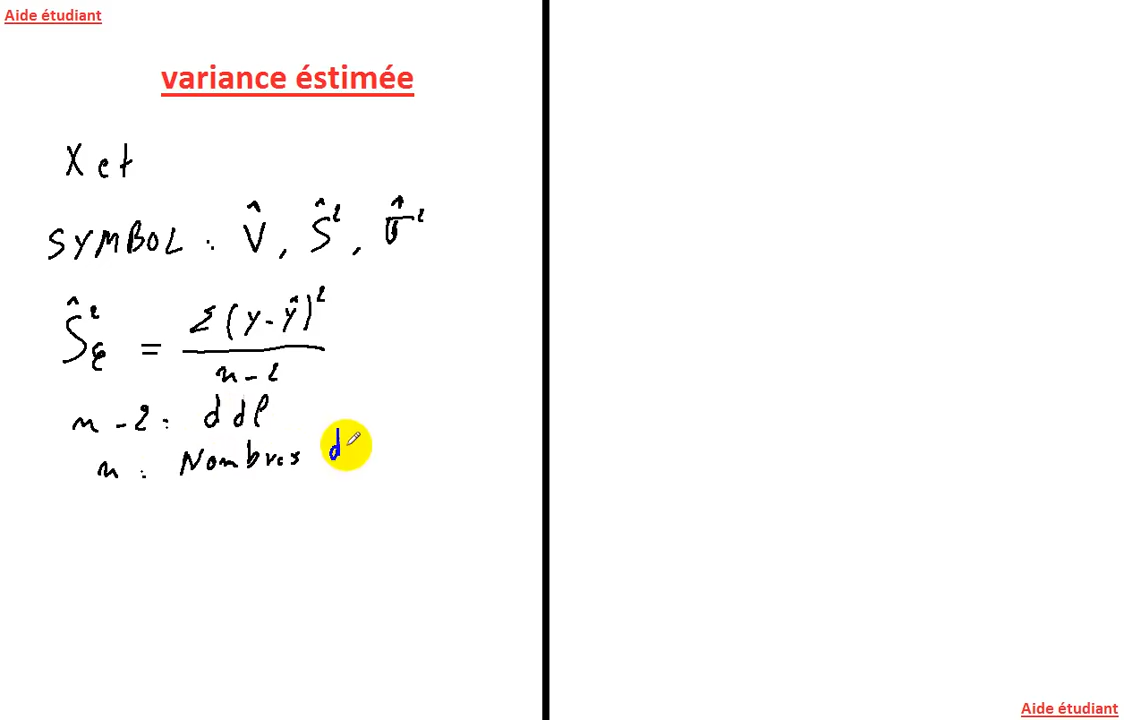 Aide étudiant
variance éstimée
X et
SYMBOL : V̂, Ŝ², σ̂²
Ŝ²ε = Σ(y-ŷ)² / n-2
n-2 : ddl
n : Nombres d'
Aide étudiant